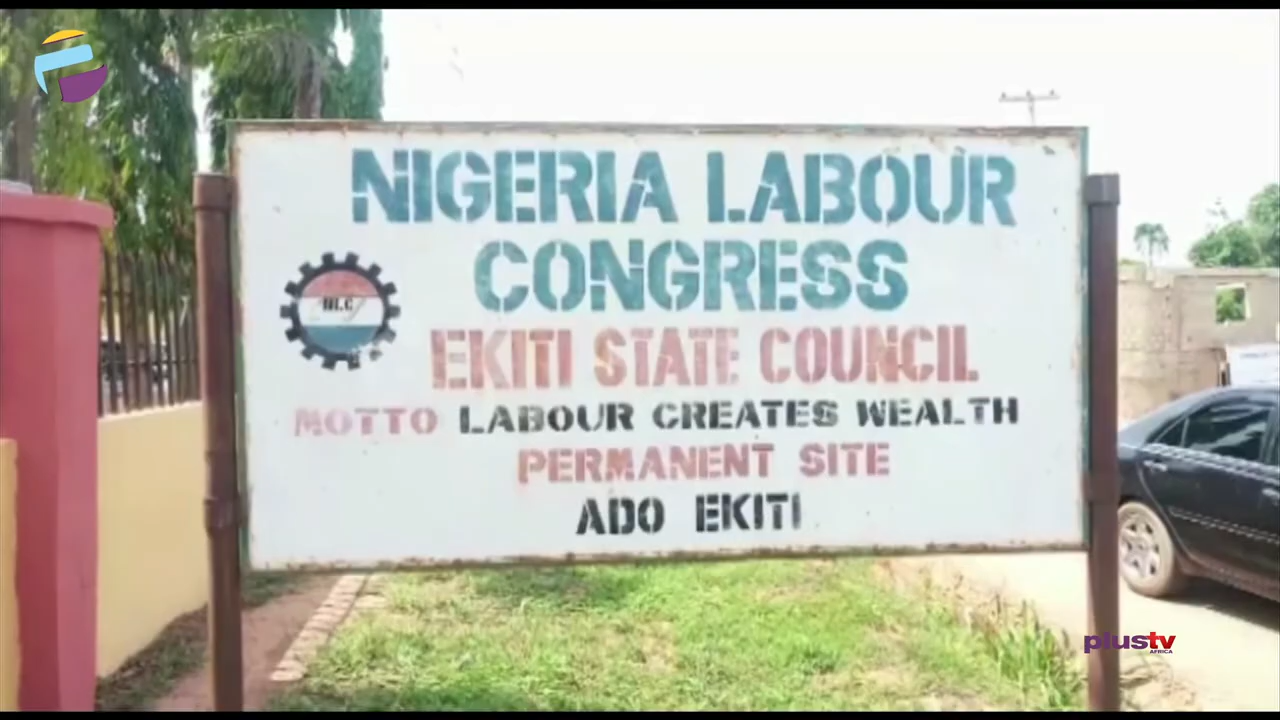 NIGERIA LABOUR
CONGRESS
NLC
EKITI STATE COUNCIL
MOTTO LABOUR CREATES WEALTH
PERMANENT SITE
ADO EKITI
plustv
AFRICA